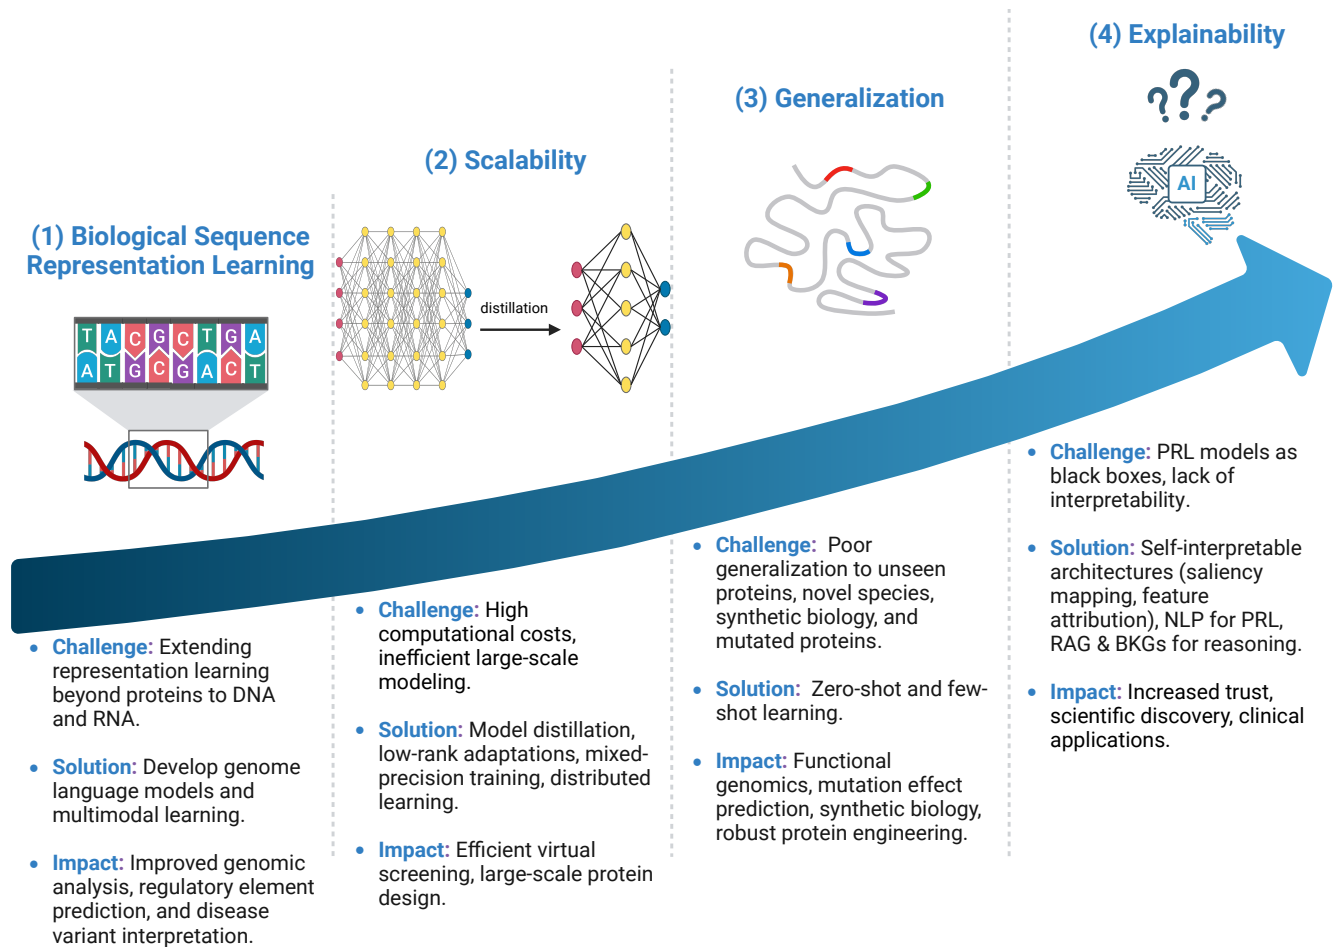 (1) Biological Sequence
Representation Learning
T A C G C T G A
A T G C G A C T
Challenge: Extending
representation learning
beyond proteins to DNA
and RNA.
Solution: Develop genome
language models and
multimodal learning.
Impact: Improved genomic
analysis, regulatory element
prediction, and disease
variant interpretation.
(2) Scalability
distillation
Challenge: High
computational costs,
inefficient large-scale
modeling.
Solution: Model distillation,
low-rank adaptations, mixed-
precision training, distributed
learning.
Impact: Efficient virtual
screening, large-scale protein
design.
(3) Generalization
Challenge: Poor
generalization to unseen
proteins, novel species,
synthetic biology, and
mutated proteins.
Solution: Zero-shot and few-
shot learning.
Impact: Functional
genomics, mutation effect
prediction, synthetic biology,
robust protein engineering.
(4) Explainability
???
AI
Challenge: PRL models as
black boxes, lack of
interpretability.
Solution: Self-interpretable
architectures (saliency
mapping, feature
attribution), NLP for PRL,
RAG & BKGs for reasoning.
Impact: Increased trust,
scientific discovery, clinical
applications.